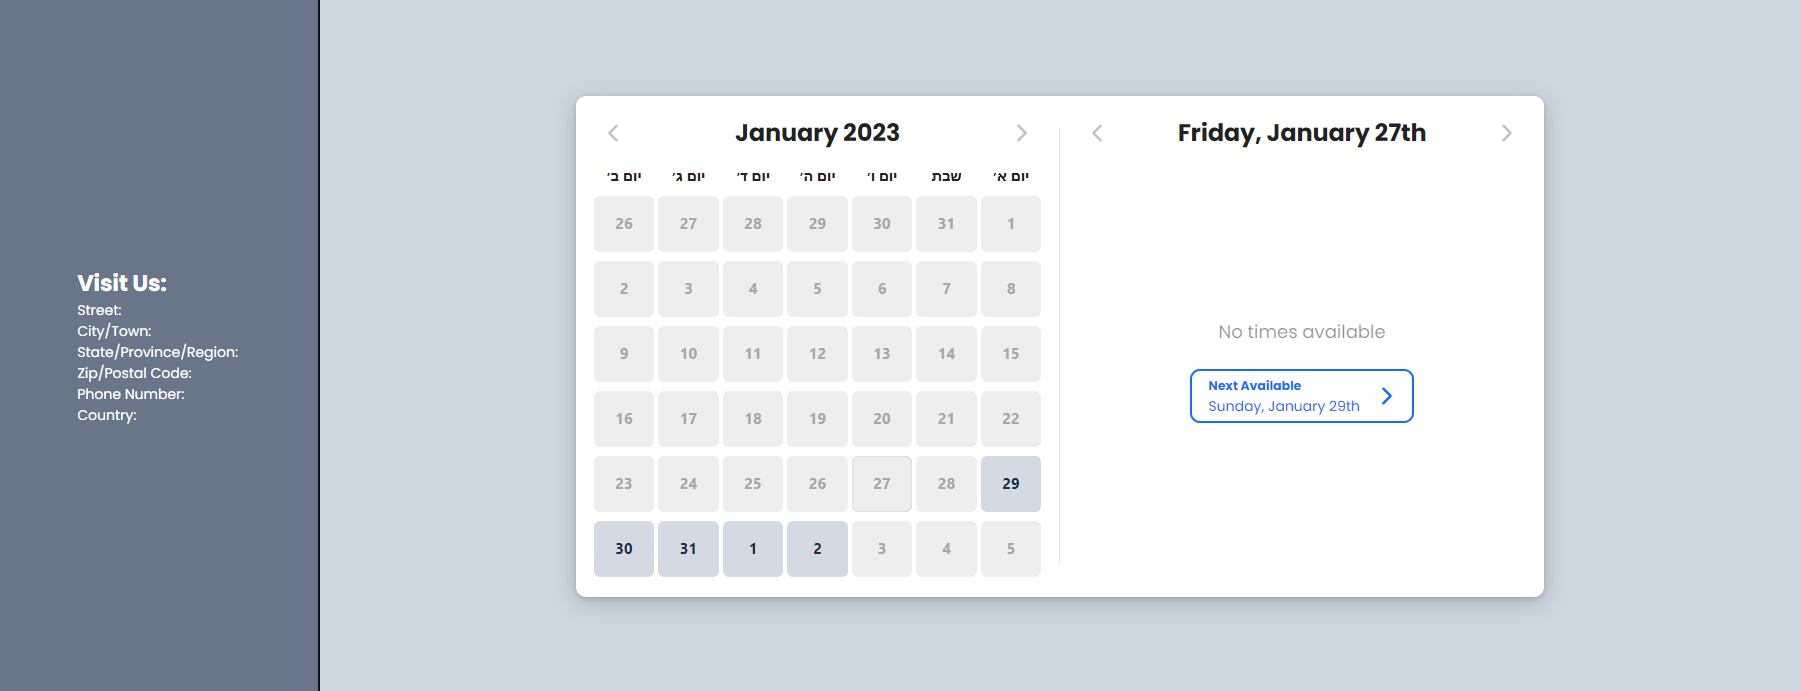 Visit Us:
Street:
City/Town:
State/Province/Region:
Zip/Postal Code:
Phone Number:
Country:
January 2023
יום ב׳ יום ג׳ יום ד׳ יום ה׳ יום ו׳ שבת יום א׳
26 27 28 29 30 31 1
2 3 4 5 6 7 8
9 10 11 12 13 14 15
16 17 18 19 20 21 22
23 24 25 26 27 28 29
30 31 1 2 3 4 5
Friday, January 27th
No times available
Next Available
Sunday, January 29th